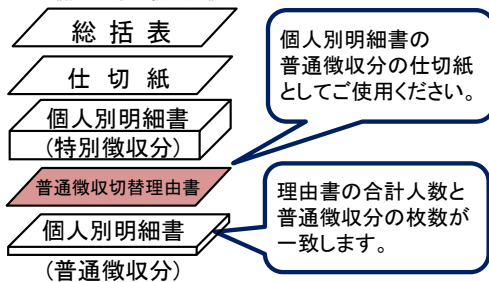 総括表
仕切紙
個人別明細書
(特別徴収分)
普通徴収切替理由書
個人別明細書
(普通徴収分)
個人別明細書の
普通徴収分の仕切紙
としてご使用ください。
理由書の合計人数と
普通徴収分の枚数が
一致します。